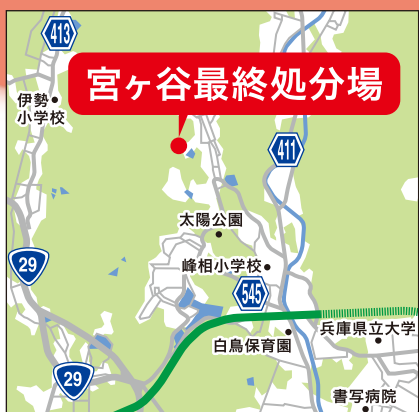 413
伊勢
小学校
宮ヶ谷最終処分場
411
太陽公園
29
峰相小学校
545
兵庫県立大学
白鳥保育園
29
書写病院